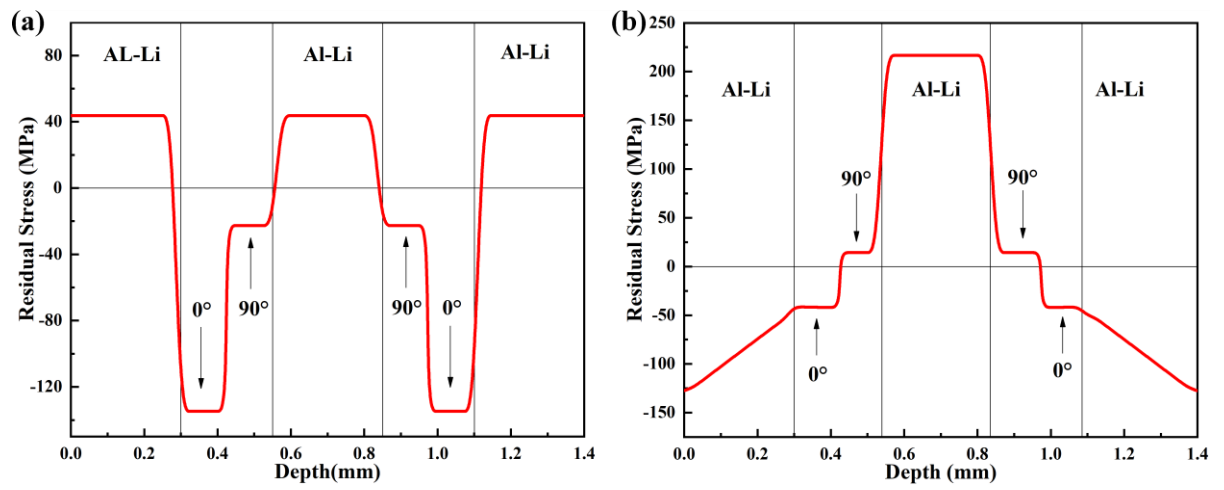 (a)
AL-Li
Al-Li
Al-Li
80
40
0
-40
-80
-120
Residual Stress (MPa)
0°
90°
90°
0°
0.0 0.2 0.4 0.6 0.8 1.0 1.2 1.4
Depth(mm)
(b)
250
200
150
100
50
0
-50
-100
-150
Residual Stress (MPa)
Al-Li
Al-Li
Al-Li
90°
90°
0°
0°
0.0 0.2 0.4 0.6 0.8 1.0 1.2 1.4
Depth (mm)